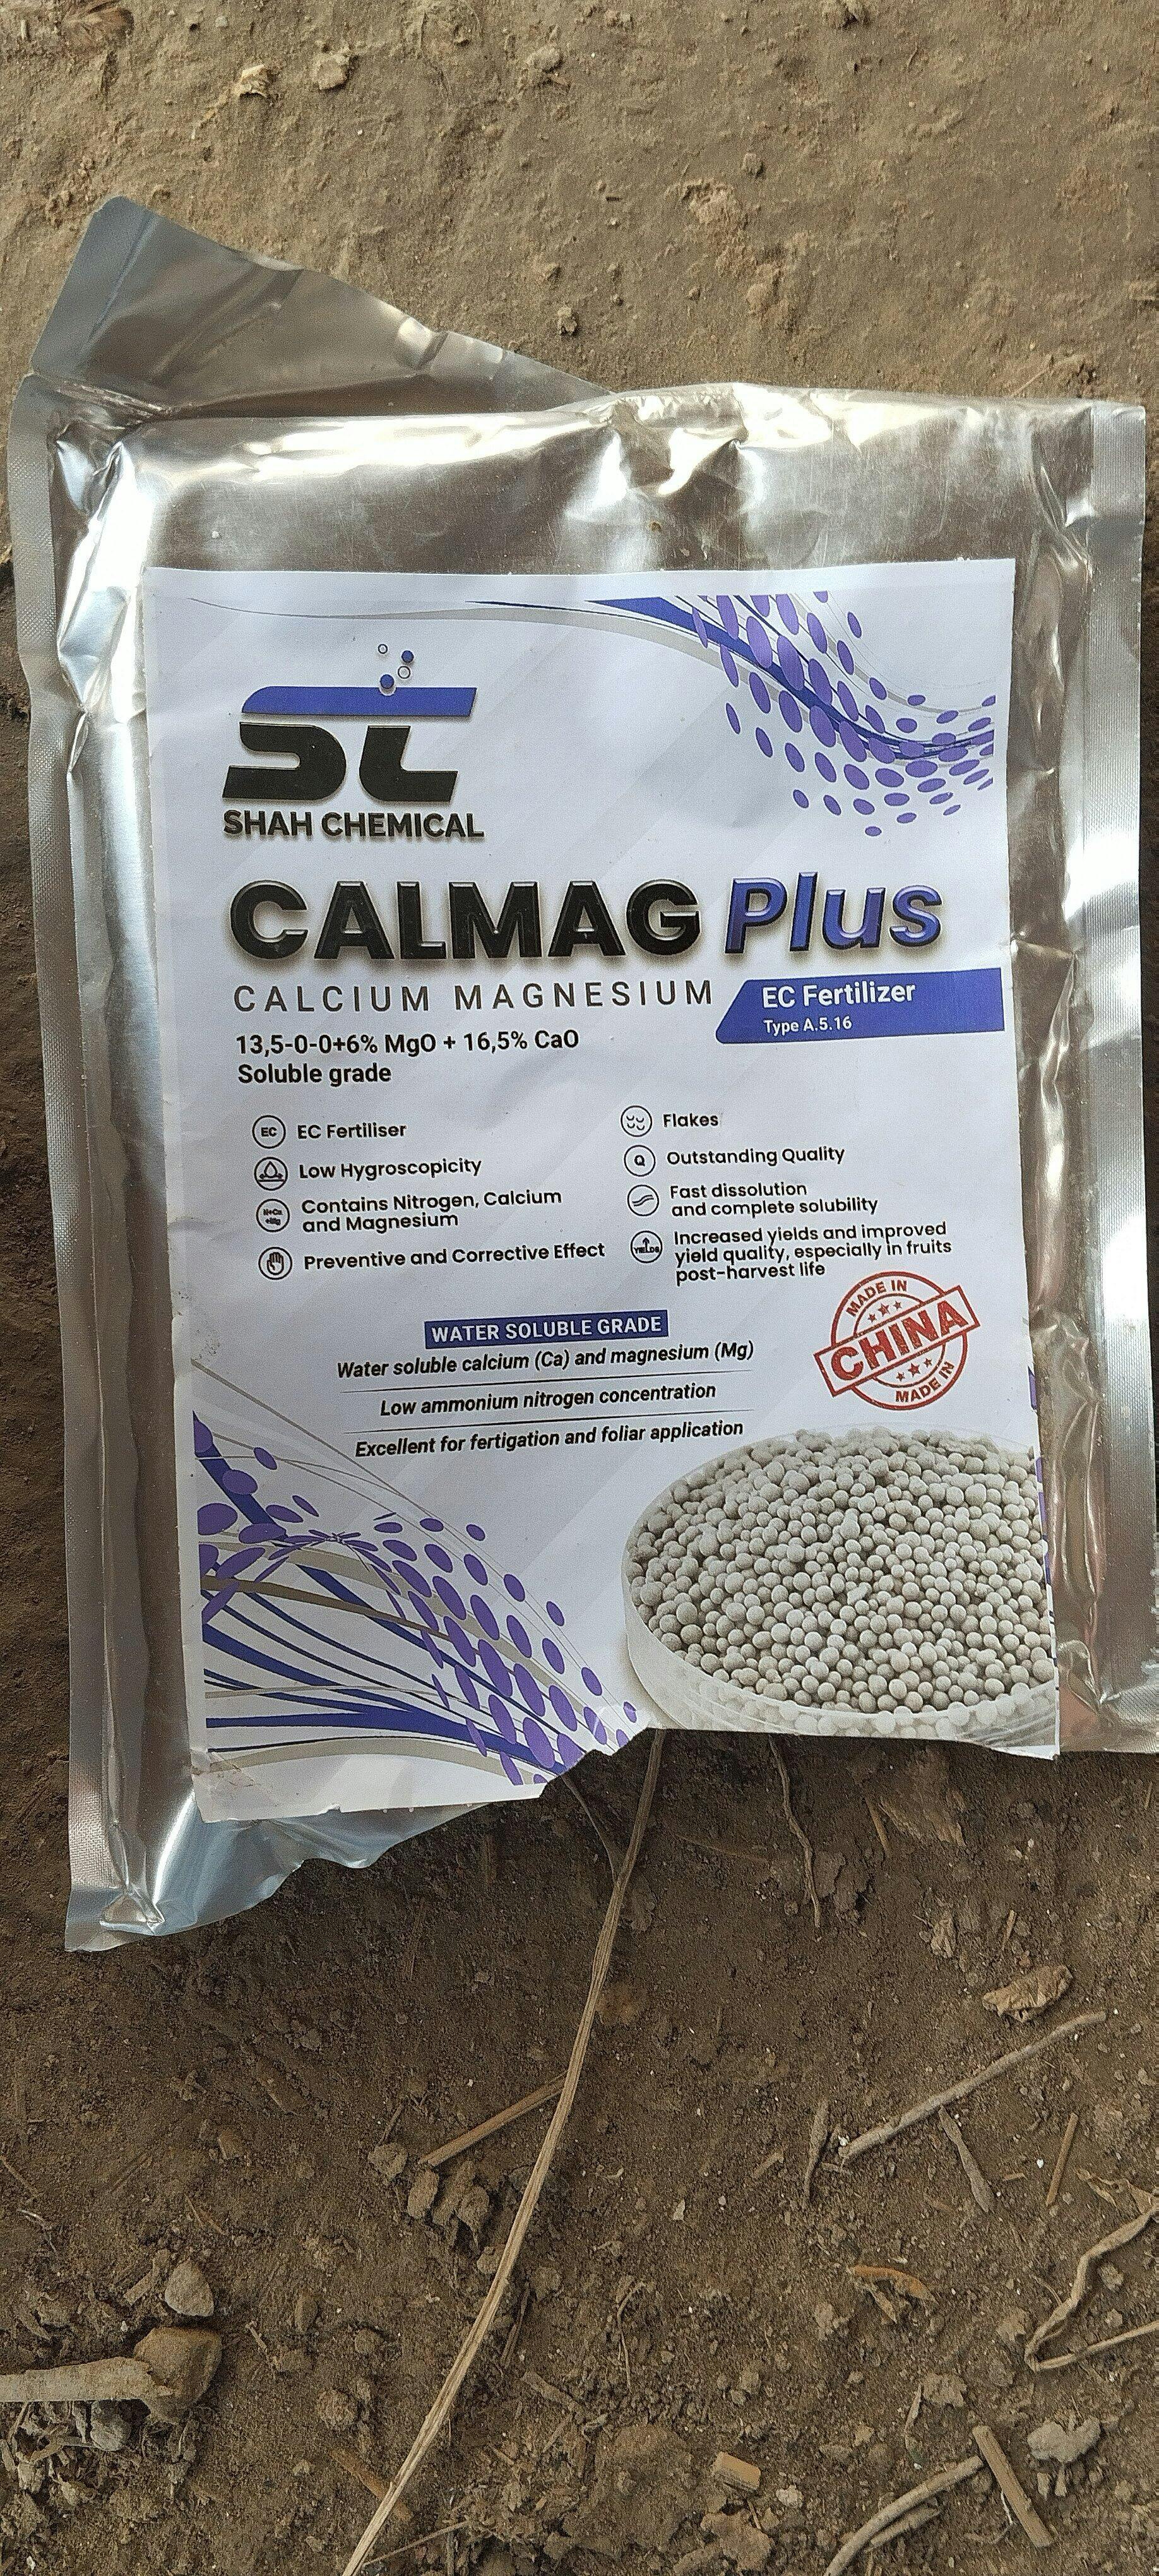 SC
SHAH CHEMICAL
CALMAG Plus
CALCIUM MAGNESIUM
EC Fertilizer
Type A.5.16
13,5-0-0+6% MgO + 16,5% CaO
Soluble grade
EC
EC Fertiliser
Low Hygroscopicity
N+Ca
+Mg
Contains Nitrogen, Calcium
and Magnesium
Preventive and Corrective Effect
Flakes
Q
Outstanding Quality
Fast dissolution
and complete solubility
YIELDS
Increased yields and improved
yield quality, especially in fruits
post-harvest life
WATER SOLUBLE GRADE
Water soluble calcium (Ca) and magnesium (Mg)
Low ammonium nitrogen concentration
Excellent for fertigation and foliar application
MADE IN
CHINA
MADE IN